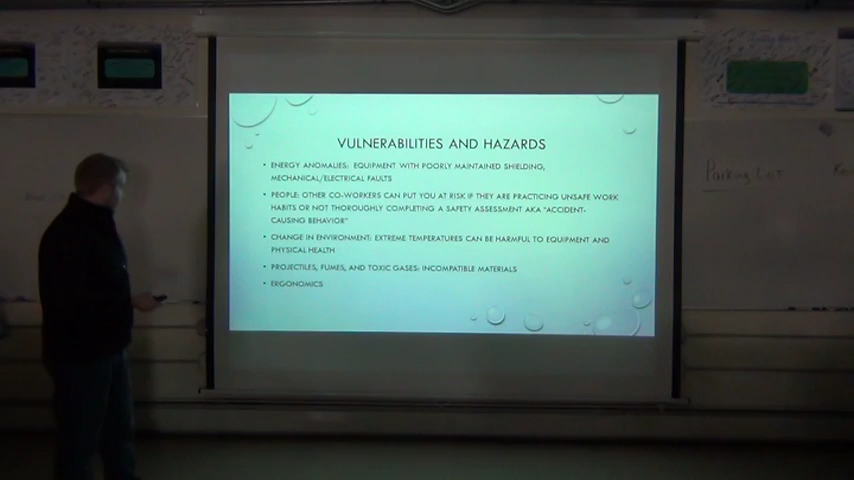 VULNERABILITIES AND HAZARDS
• ENERGY ANOMALIES: EQUIPMENT WITH POORLY MAINTAINED SHIELDING,
MECHANICAL/ELECTRICAL FAULTS
• PEOPLE: OTHER CO-WORKERS CAN PUT YOU AT RISK IF THEY ARE PRACTICING UNSAFE WORK
HABITS OR NOT THOROUGHLY COMPLETING A SAFETY ASSESSMENT AKA "ACCIDENT-
CAUSING BEHAVIOR"
• CHANGE IN ENVIRONMENT: EXTREME TEMPERATURES CAN BE HARMFUL TO EQUIPMENT AND
PHYSICAL HEALTH
• PROJECTILES, FUMES, AND TOXIC GASES: INCOMPATIBLE MATERIALS
• ERGONOMICS
Parking Lot